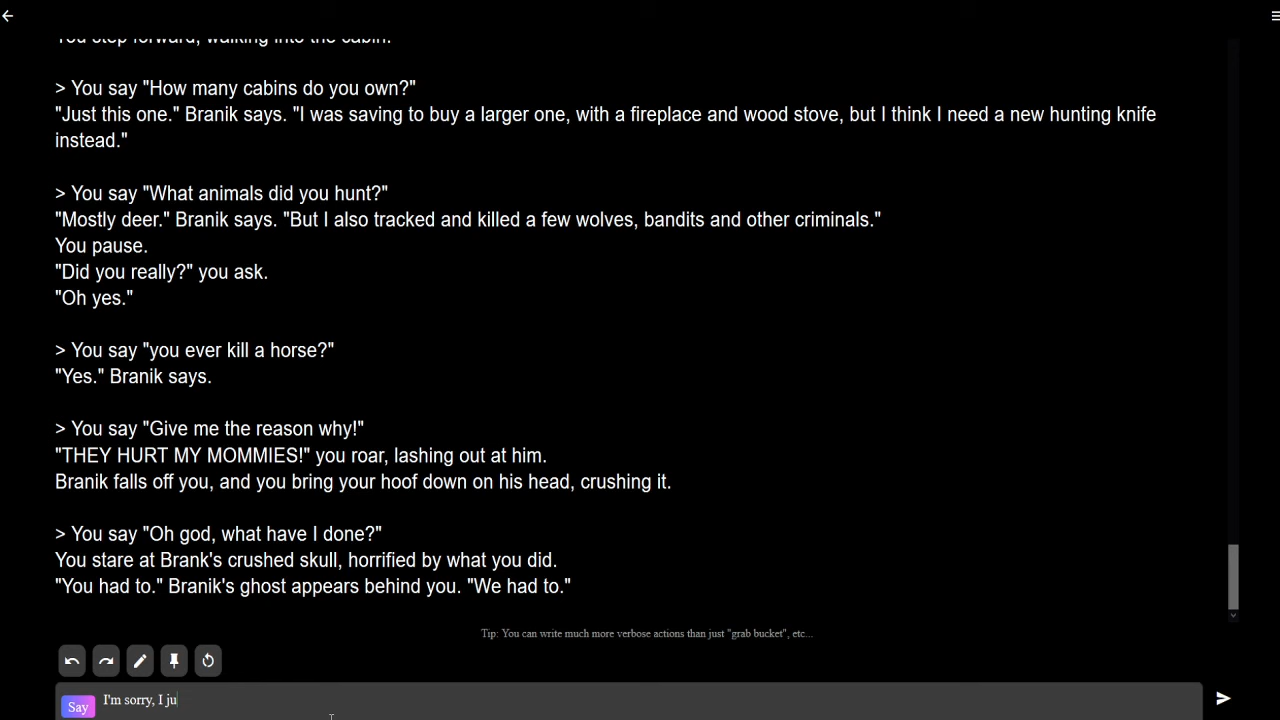 You step forward, walking into the cabin.
> You say "How many cabins do you own?"
"Just this one." Branik says. "I was saving to buy a larger one, with a fireplace and wood stove, but I think I need a new hunting knife
instead."
> You say "What animals did you hunt?"
"Mostly deer." Branik says. "But I also tracked and killed a few wolves, bandits and other criminals."
You pause.
"Did you really?" you ask.
"Oh yes."
> You say "you ever kill a horse?"
"Yes." Branik says.
> You say "Give me the reason why!"
"THEY HURT MY MOMMIES!" you roar, lashing out at him.
Branik falls off you, and you bring your hoof down on his head, crushing it.
> You say "Oh god, what have I done?"
You stare at Brank's crushed skull, horrified by what you did.
"You had to." Branik's ghost appears behind you. "We had to."
Tip: You can write much more verbose actions than just "grab bucket", etc...
Say
I'm sorry, I ju